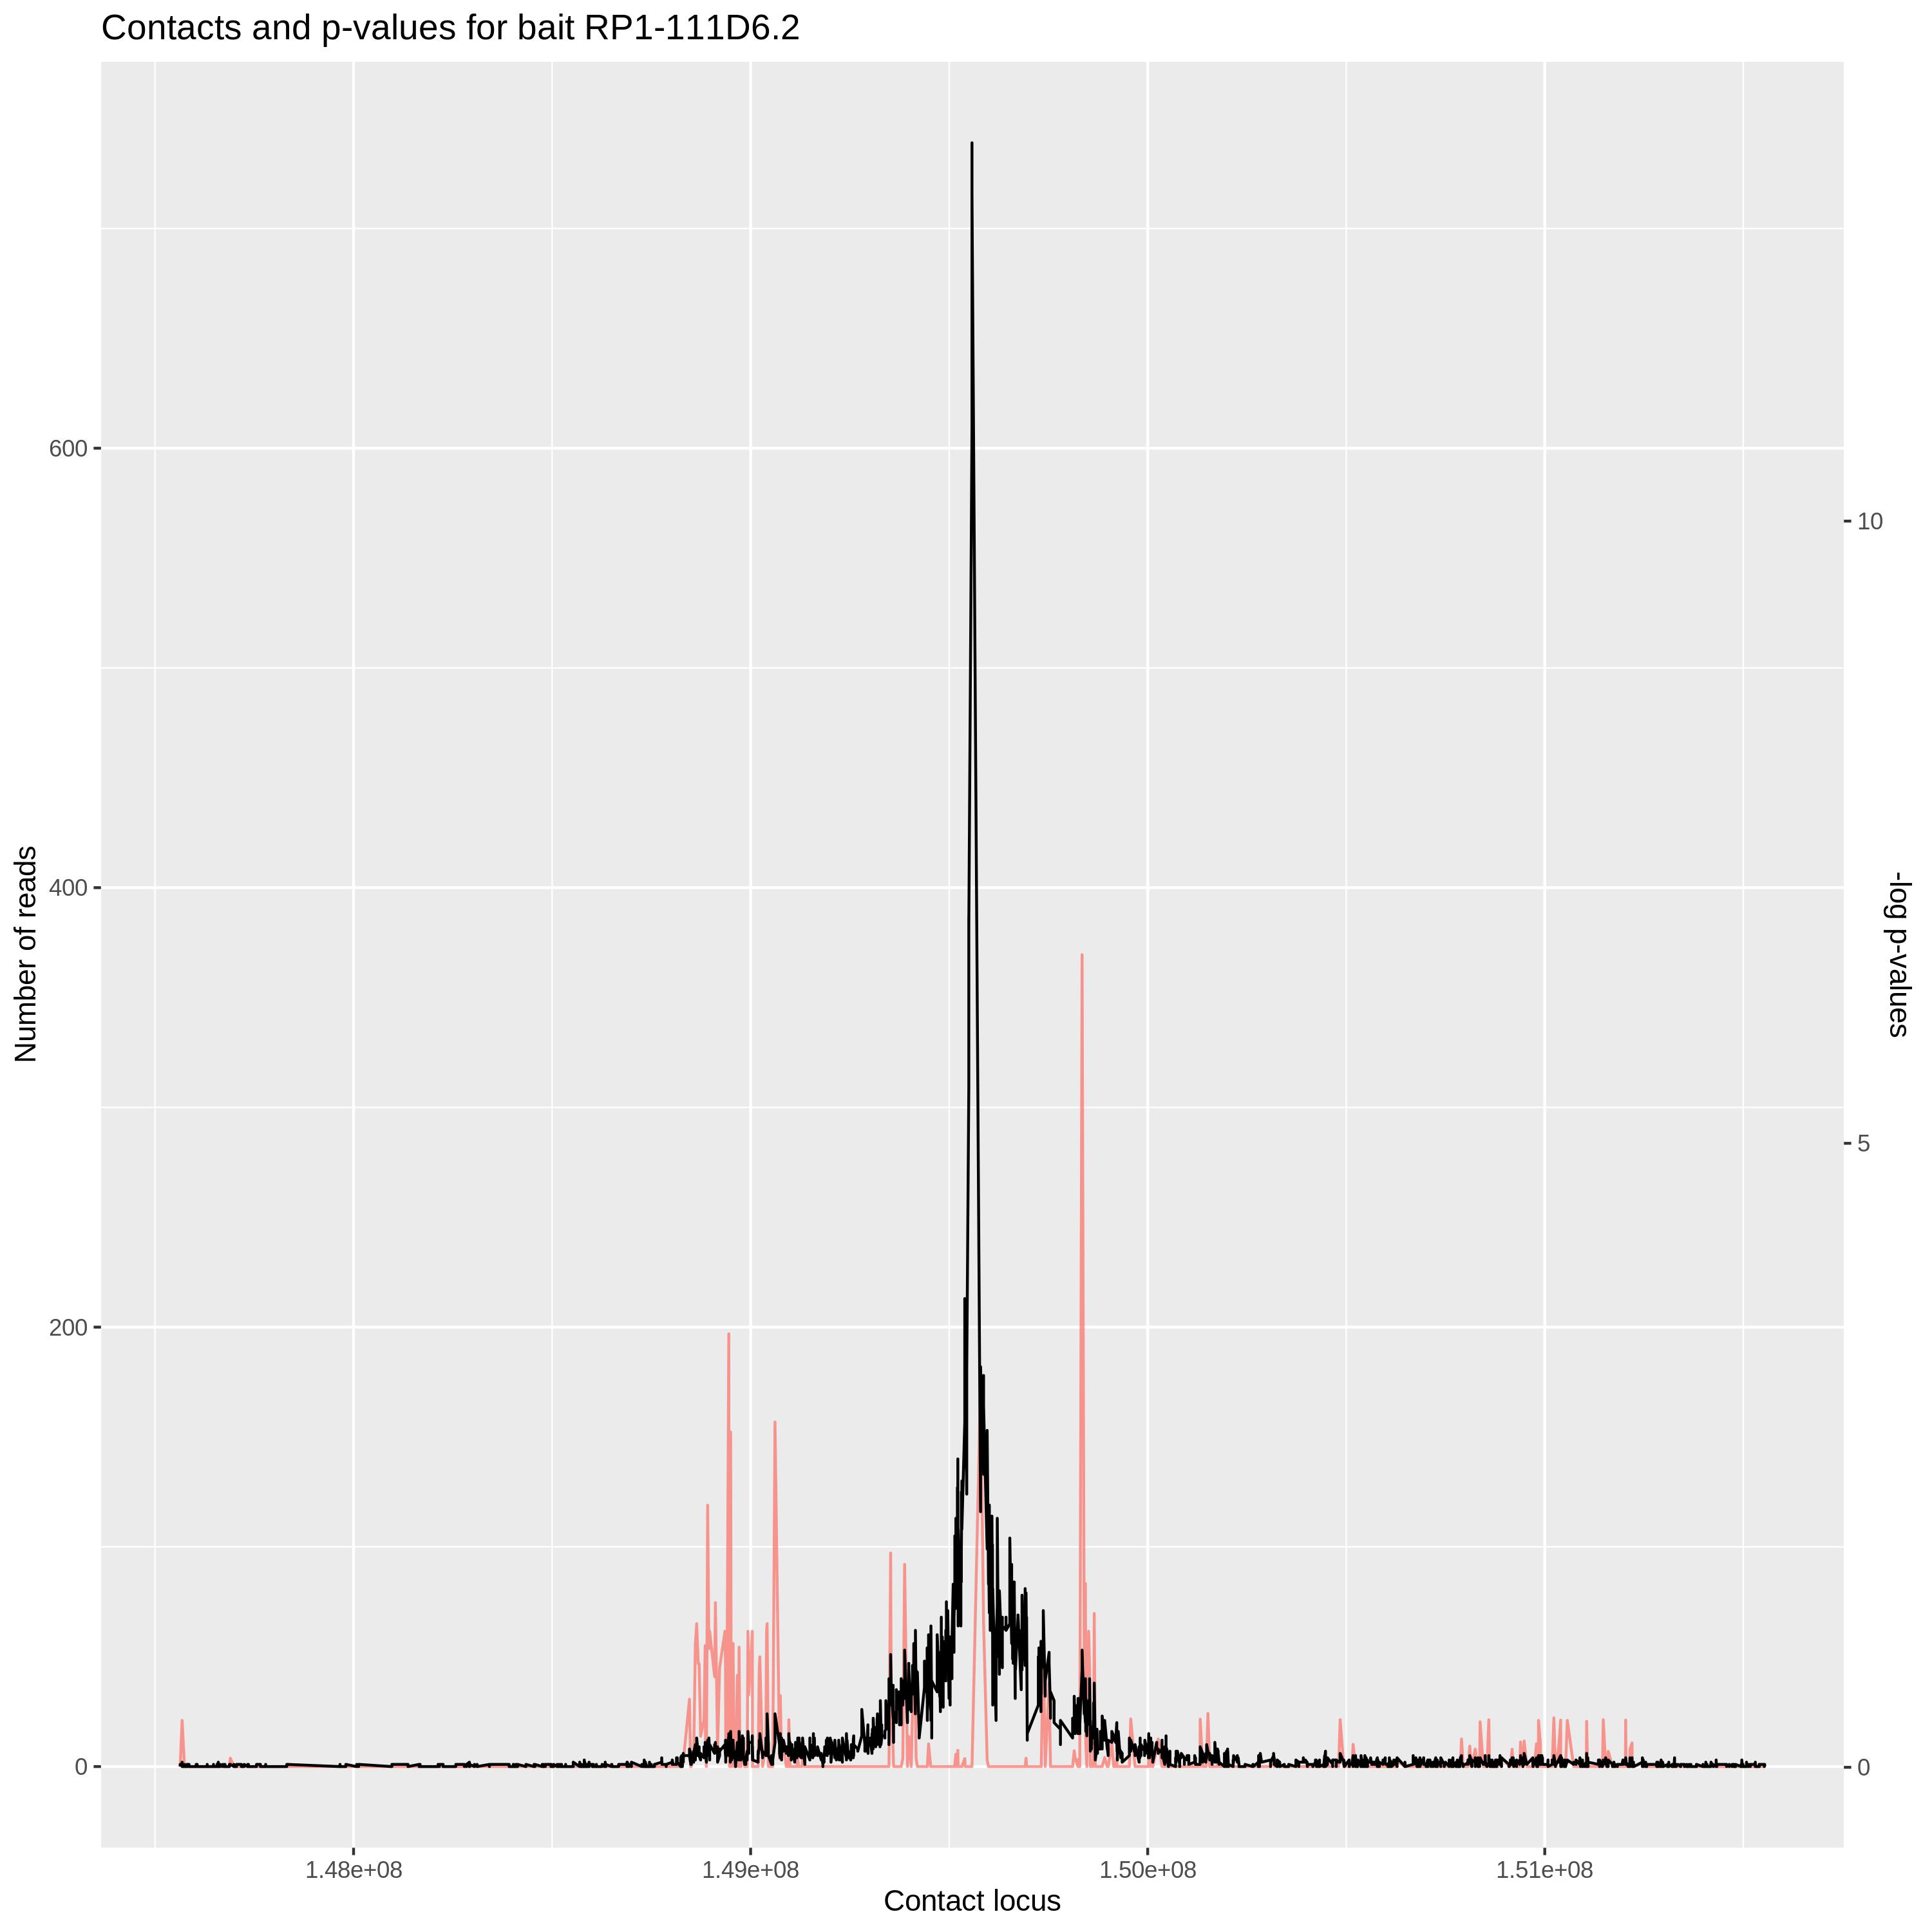 Contacts and p-values for bait RP1-111D6.2
600
400
200
0
Number of reads
10
5
0
-log p-values
1.48e+08
1.49e+08
1.50e+08
1.51e+08
Contact locus